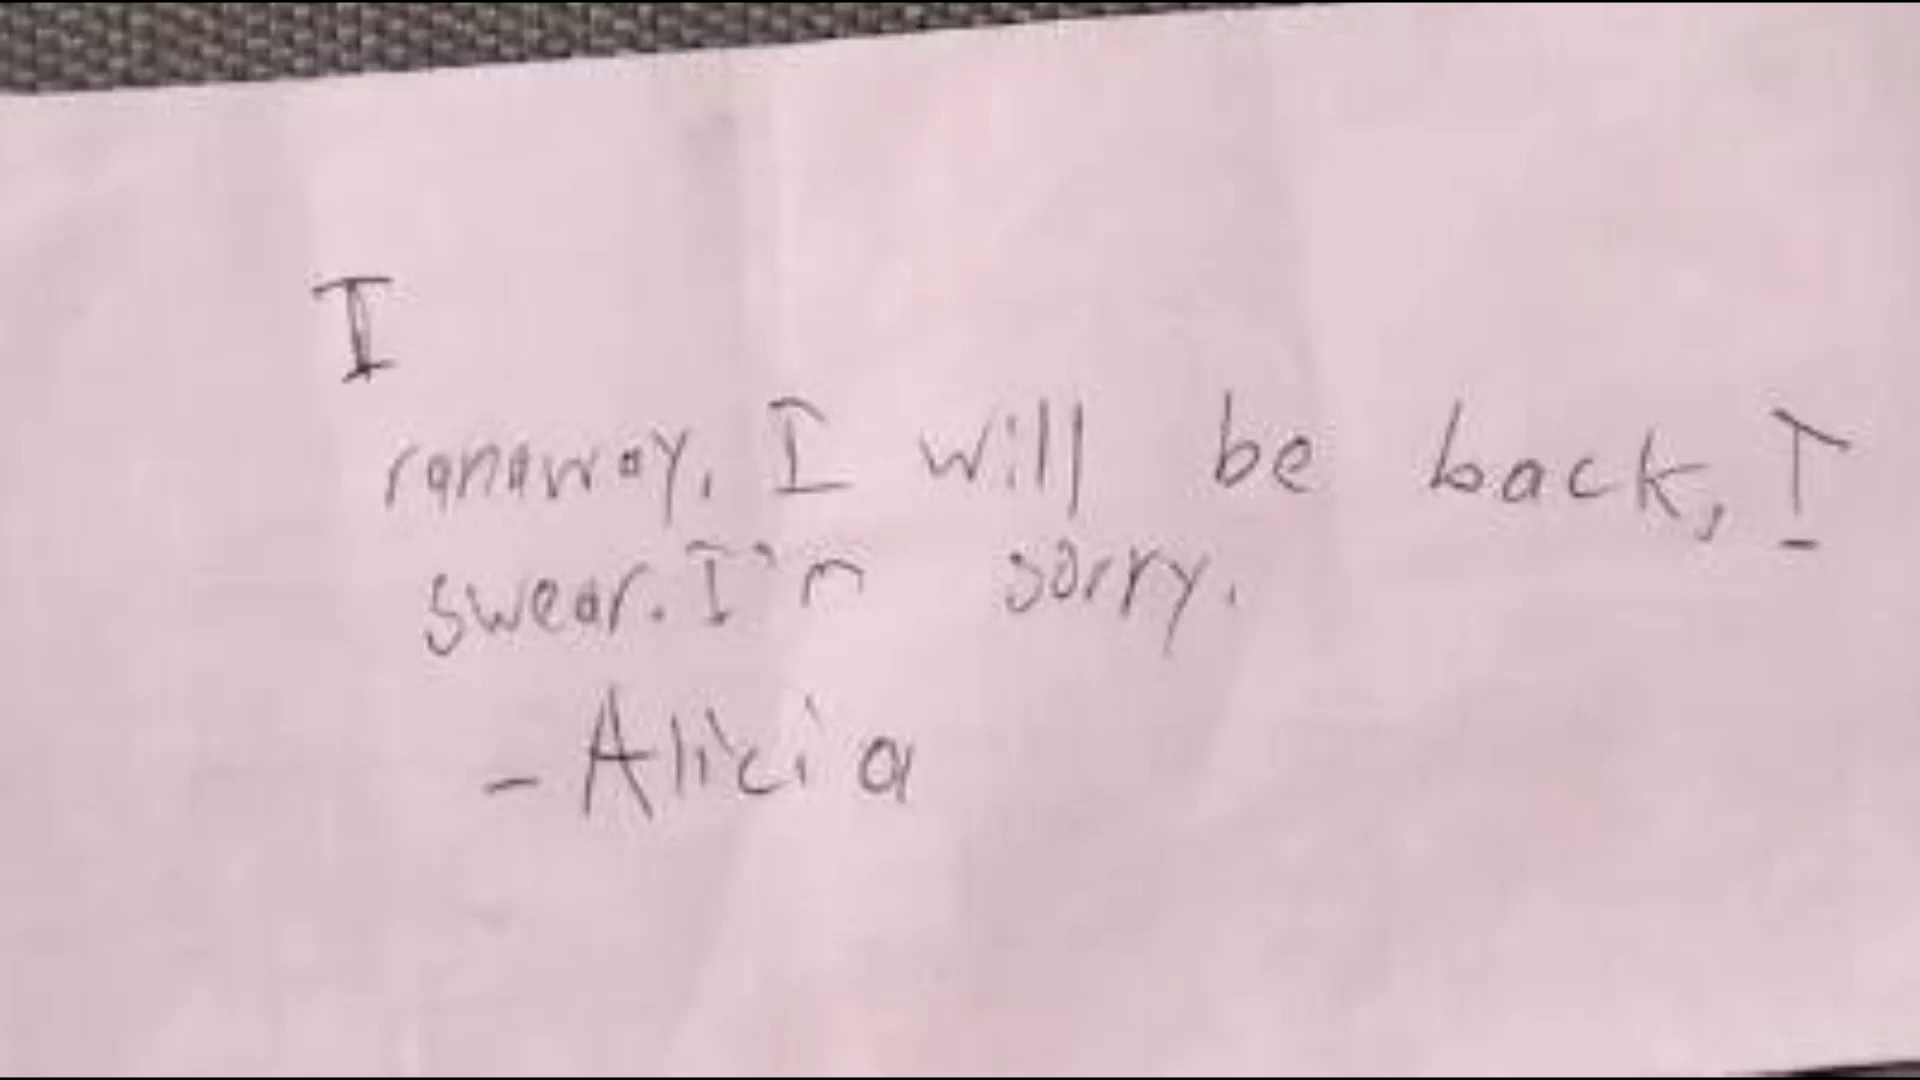 I
ranaway. I will be back, I
swear. I'm sorry.
- Alicia